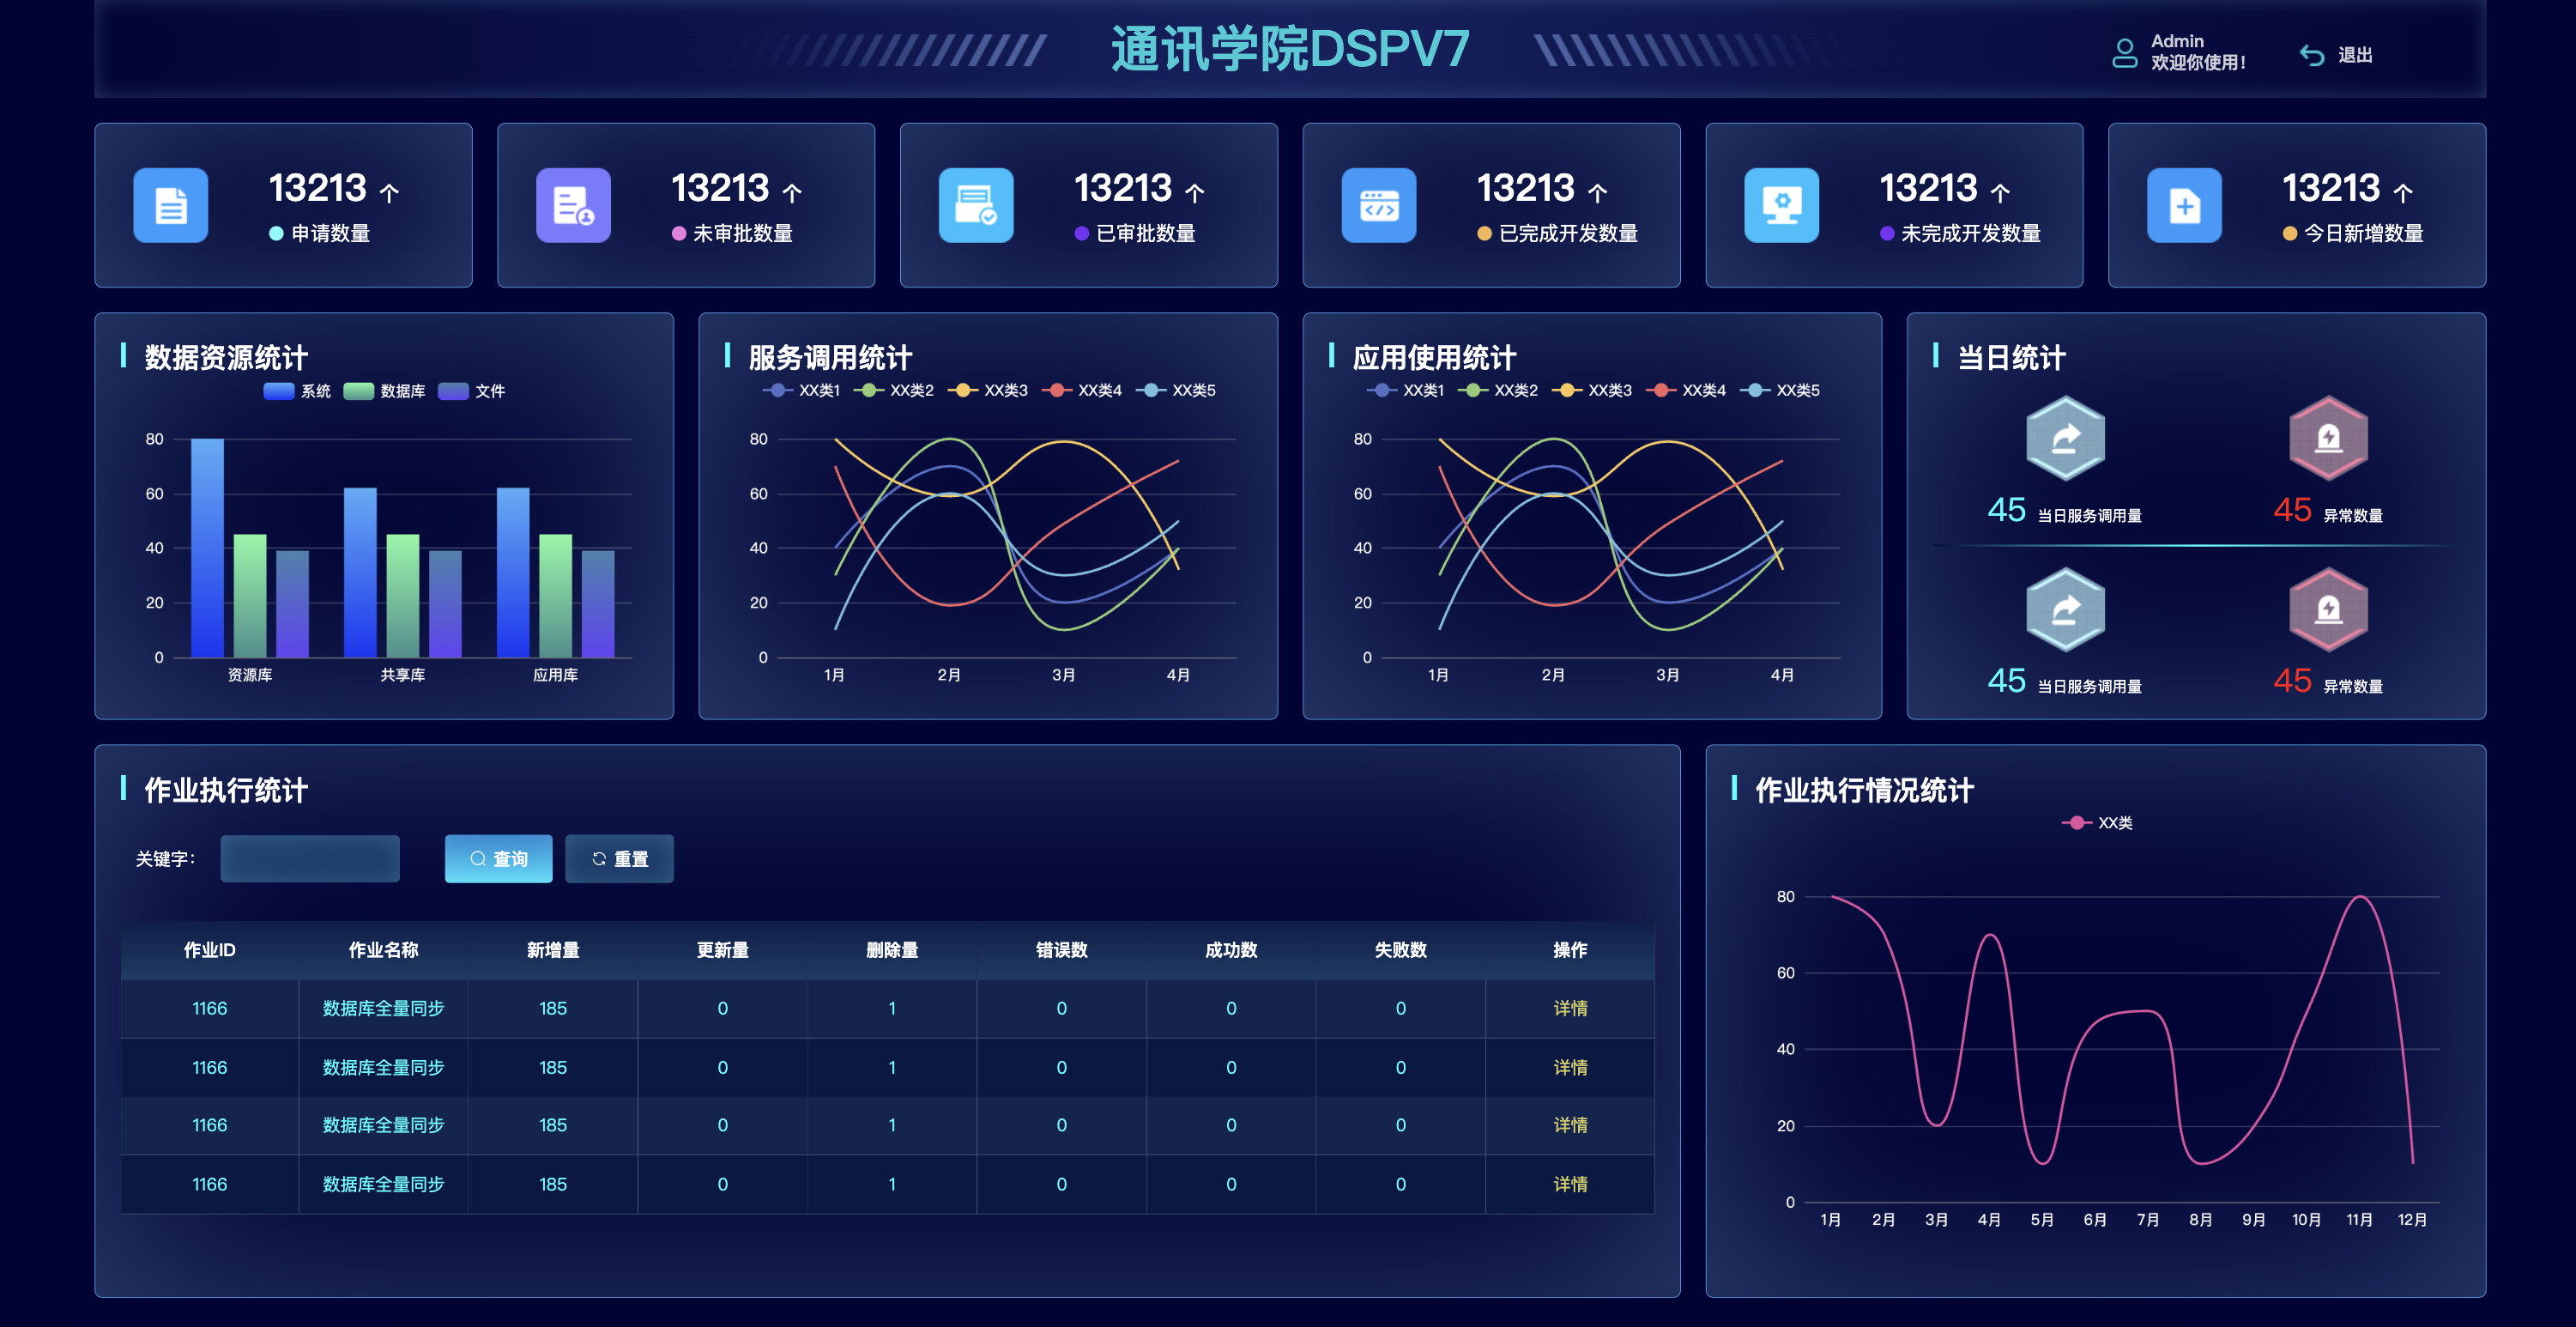 通讯学院DSPV7
Admin
欢迎你使用！
退出
13213 个
申请数量
13213 个
未审批数量
13213 个
已审批数量
13213 个
已完成开发数量
13213 个
未完成开发数量
13213 个
今日新增数量
数据资源统计
系统 数据库 文件
80
60
40
20
0
资源库 共享库 应用库
服务调用统计
XX类1 XX类2 XX类3 XX类4 XX类5
80
60
40
20
0
1月 2月 3月 4月
应用使用统计
XX类1 XX类2 XX类3 XX类4 XX类5
80
60
40
20
0
1月 2月 3月 4月
当日统计
45 当日服务调用量 45 异常数量
45 当日服务调用量 45 异常数量
作业执行统计
关键字： 查询 重置
作业ID 作业名称 新增量 更新量 删除量 错误数 成功数 失败数 操作
1166 数据库全量同步 185 0 1 0 0 0 详情
1166 数据库全量同步 185 0 1 0 0 0 详情
1166 数据库全量同步 185 0 1 0 0 0 详情
1166 数据库全量同步 185 0 1 0 0 0 详情
作业执行情况统计
XX类
80
60
40
20
0
1月 2月 3月 4月 5月 6月 7月 8月 9月 10月 11月 12月